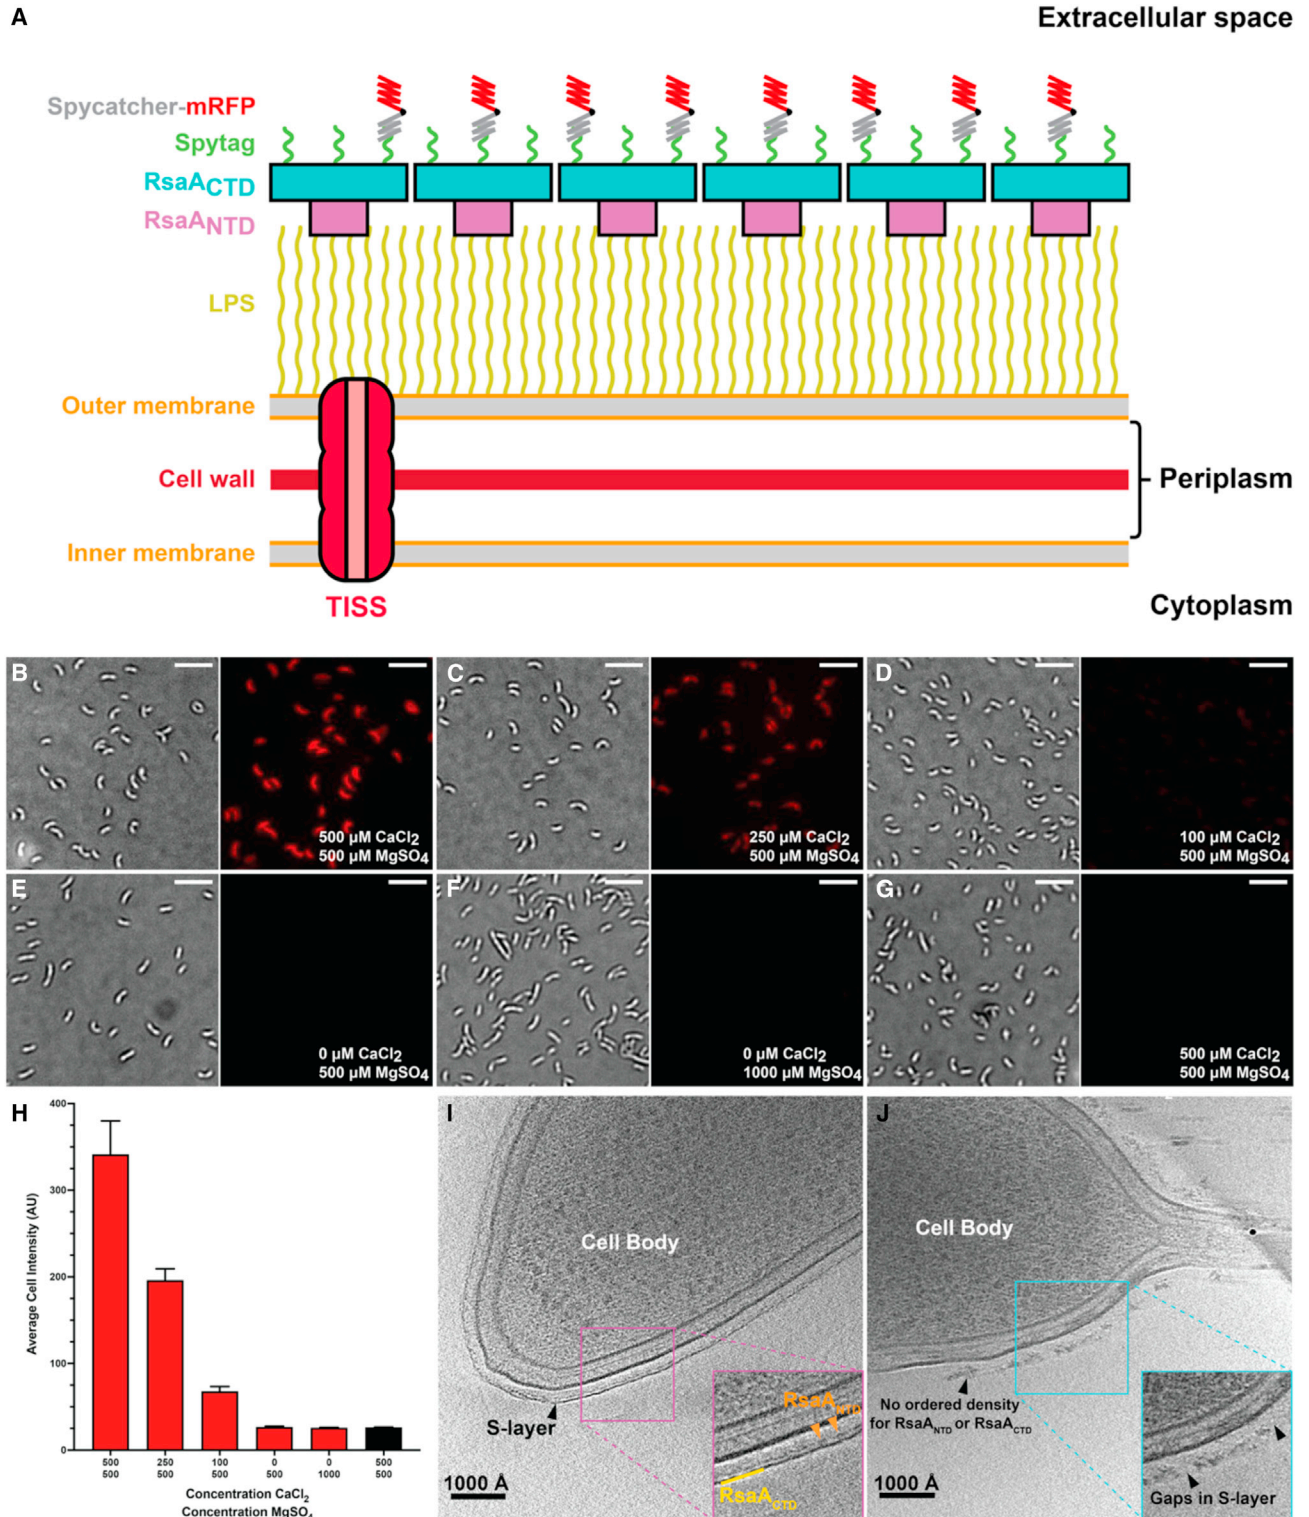 A
Extracellular space
Spycatcher-mRFP
Spytag
RsaACTD
RsaANTD
LPS
Outer membrane
Cell wall
Periplasm
Inner membrane
TISS
Cytoplasm
B
500 µM CaCl2
500 µM MgSO4
C
250 µM CaCl2
500 µM MgSO4
D
100 µM CaCl2
500 µM MgSO4
E
0 µM CaCl2
500 µM MgSO4
F
0 µM CaCl2
1000 µM MgSO4
G
500 µM CaCl2
500 µM MgSO4
H
Average Cell Intensity (AU)
400
300
200
100
0
500 250 100 0 0 500
500 500 500 500 1000 500
Concentration CaCl2
Concentration MgSO4
I
Cell Body
S-layer
RsaANTD
RsaACTD
1000 Å
J
Cell Body
No ordered density
for RsaANTD or RsaACTD
1000 Å
Gaps in S-layer